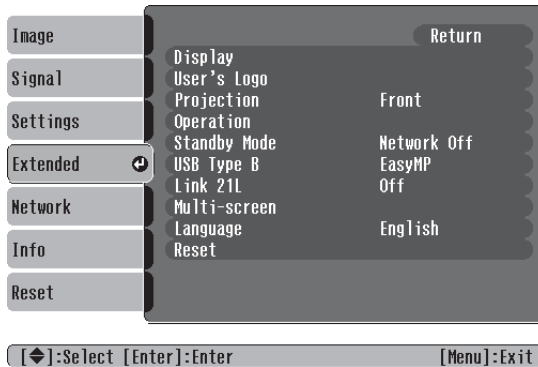 Image
Signal
Settings
Extended
Network
Info
Reset
Return
Display
User's Logo
Projection Front
Operation
Standby Mode Network Off
USB Type B EasyMP
Link 21L Off
Multi-screen
Language English
Reset
[◆]:Select [Enter]:Enter [Menu]:Exit